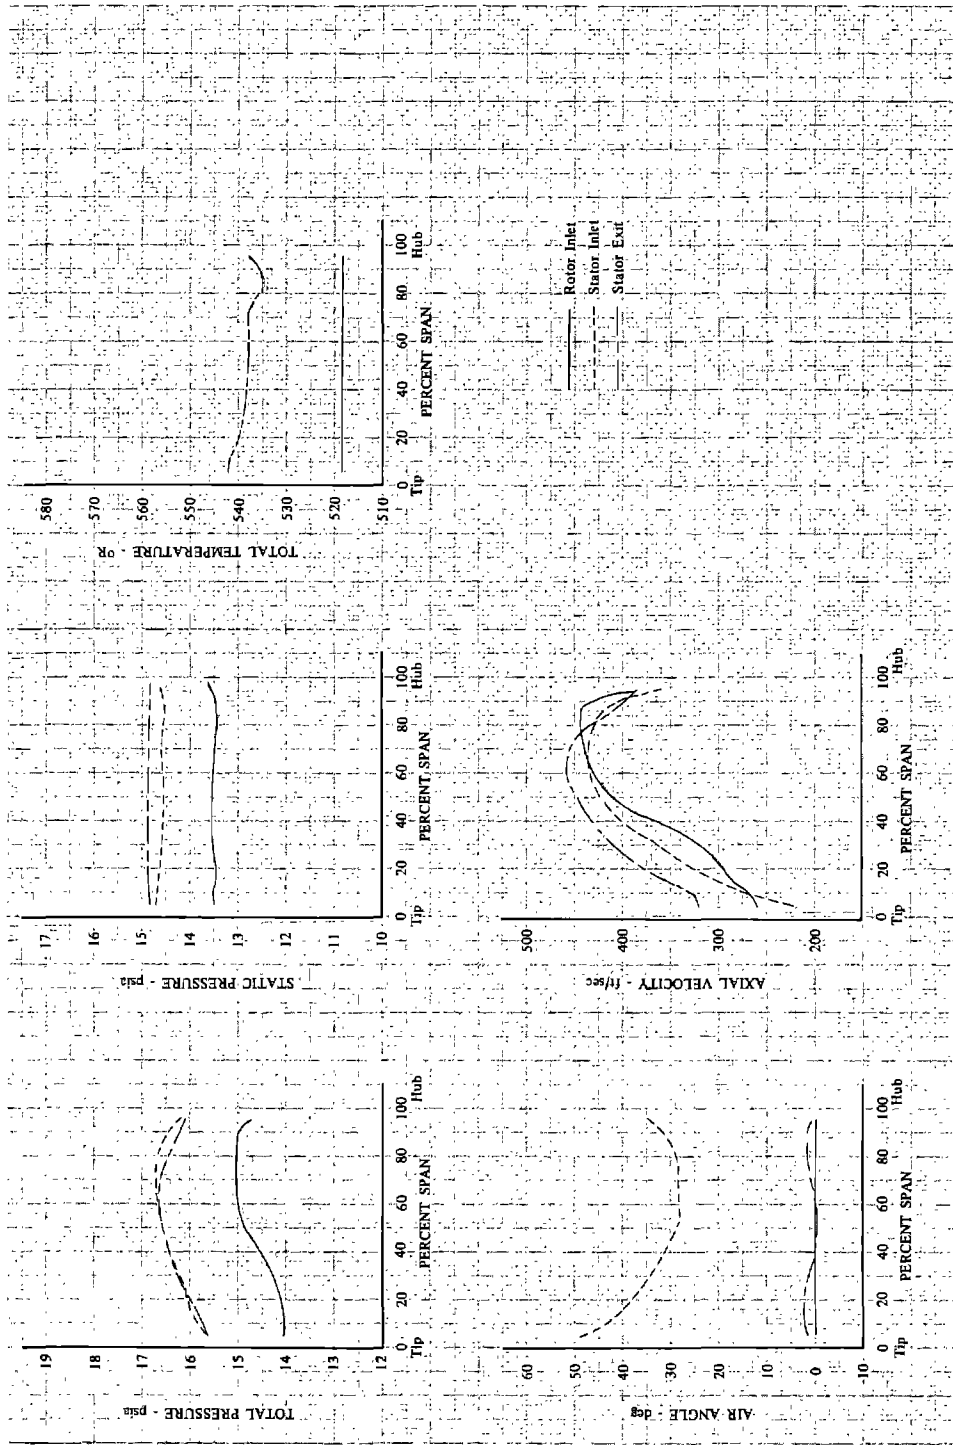 TOTAL PRESSURE - psia
19
18
17
16
15
14
13
12
0 20 40 60 80 100
Tip Hub
PERCENT SPAN
STATIC PRESSURE - psia
17
16
15
14
13
12
10
0 20 40 60 80 100
Tip Hub
PERCENT SPAN
TOTAL TEMPERATURE - °R
580
570
560
550
540
530
520
510
0 20 40 60 80 100
Tip Hub
PERCENT SPAN
AIR ANGLE - deg
60
50
40
30
20
10
0
-10
0 20 40 60 80 100
Tip Hub
PERCENT SPAN
AXIAL VELOCITY - ft/sec
500
400
300
200
0 20 40 60 80 100
Tip Hub
PERCENT SPAN
Rotor Inlet
Stator Inlet
Stator Exit